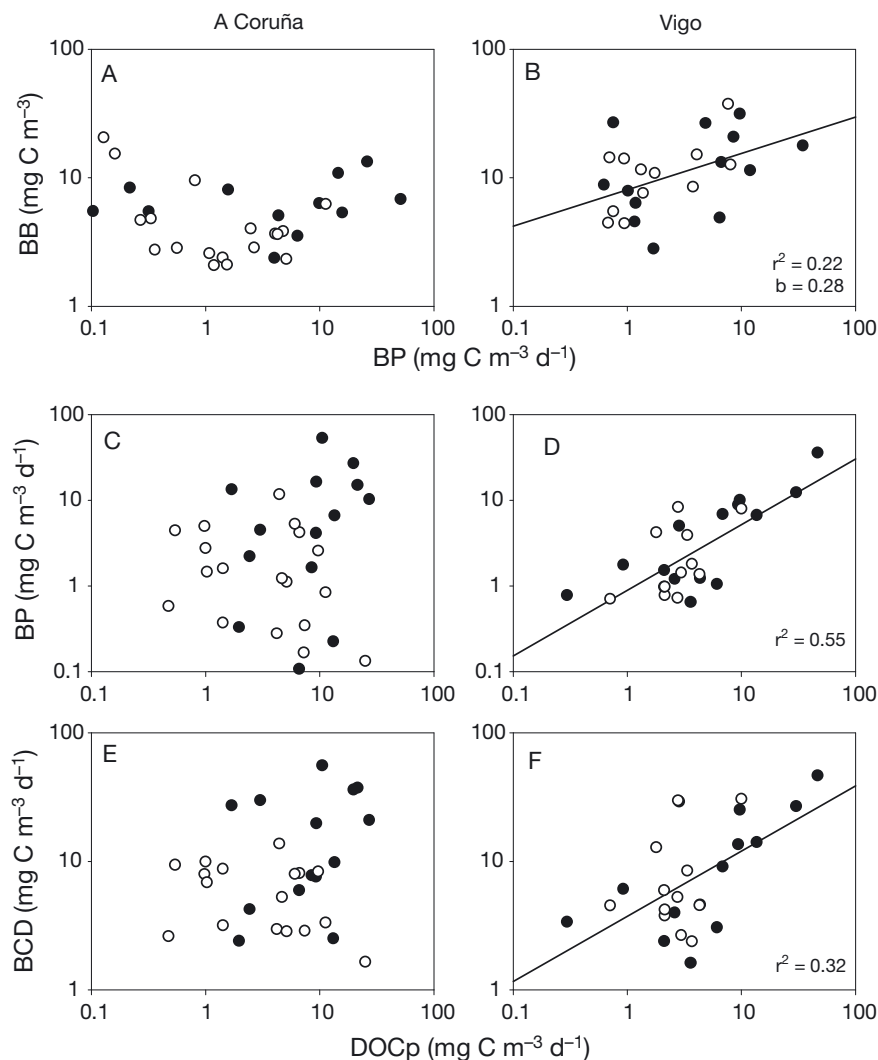 A Coruña
Vigo
100
10
1
BB (mg C m⁻³)
A
0.1 1 10 100
B
r² = 0.22
b = 0.28
100
10
1
0.1 1 10 100
BP (mg C m⁻³ d⁻¹)
100
10
1
0.1
BP (mg C m⁻³ d⁻¹)
C
0.1 1 10 100
D
r² = 0.55
100
10
1
0.1
0.1 1 10 100
100
10
1
BCD (mg C m⁻³ d⁻¹)
E
0.1 1 10 100
F
r² = 0.32
100
10
1
0.1 1 10 100
DOCp (mg C m⁻³ d⁻¹)